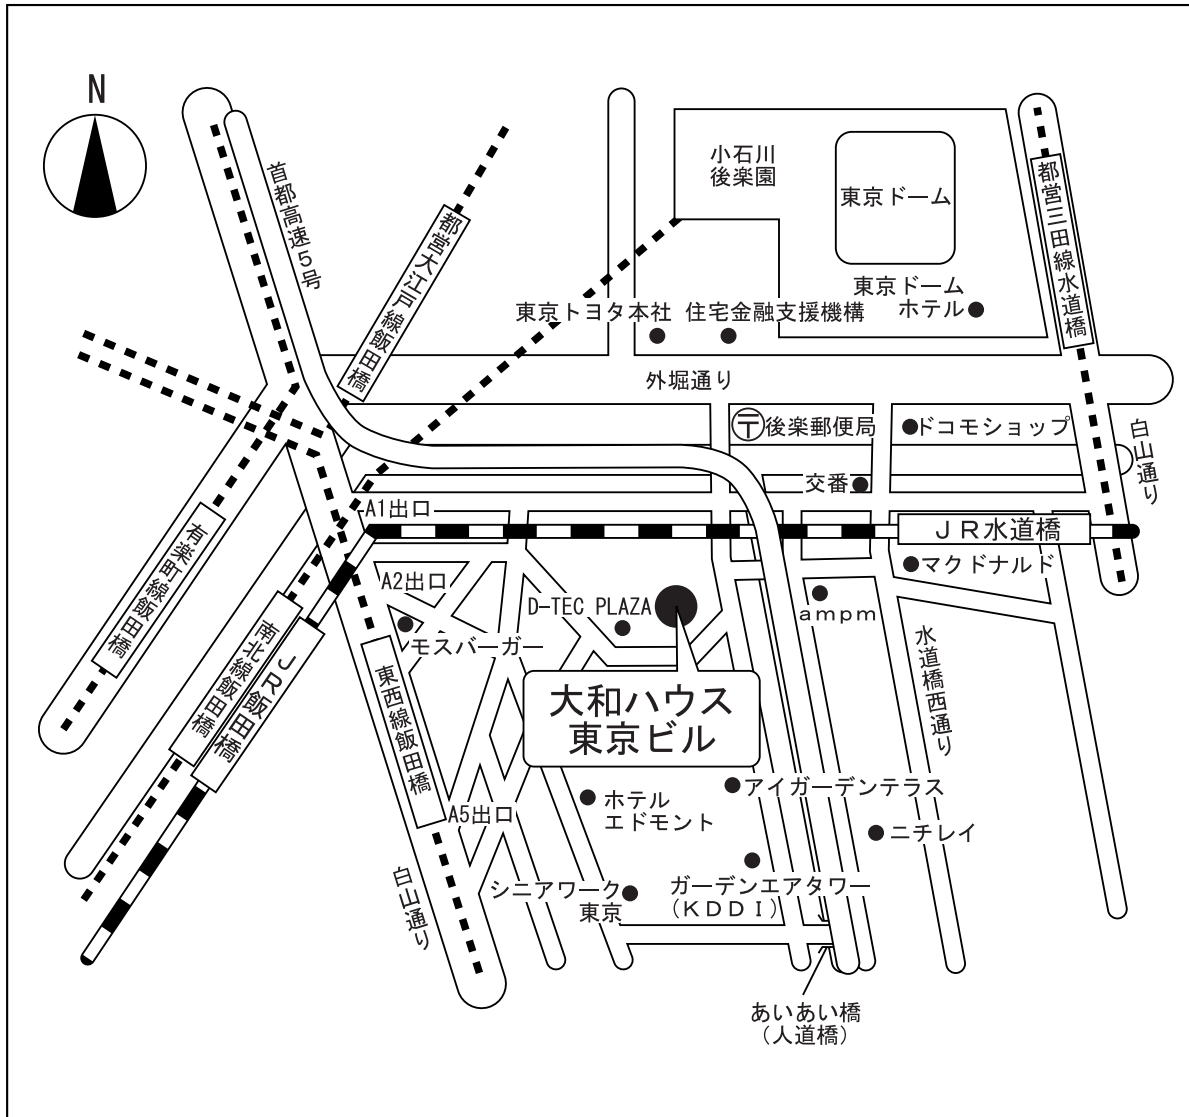 N
首都高速5号
都営大江戸線飯田橋
小石川
後楽園
東京ドーム
都営三田線水道橋
東京ドーム
ホテル
東京トヨタ本社
住宅金融支援機構
外堀通り
〒後楽郵便局
ドコモショップ
白山通り
交番
A1出口
JR水道橋
有楽町線飯田橋
A2出口
マクドナルド
D-TEC PLAZA
ampm
モスバーガー
南北線飯田橋
JR飯田橋
東西線飯田橋
水道橋西通り
大和ハウス
東京ビル
A5出口
ホテル
エドモント
アイガーデンテラス
ニチレイ
白山通り
シニアワーク
東京
ガーデンエアタワー
(KDDI)
あいあい橋
(人道橋)